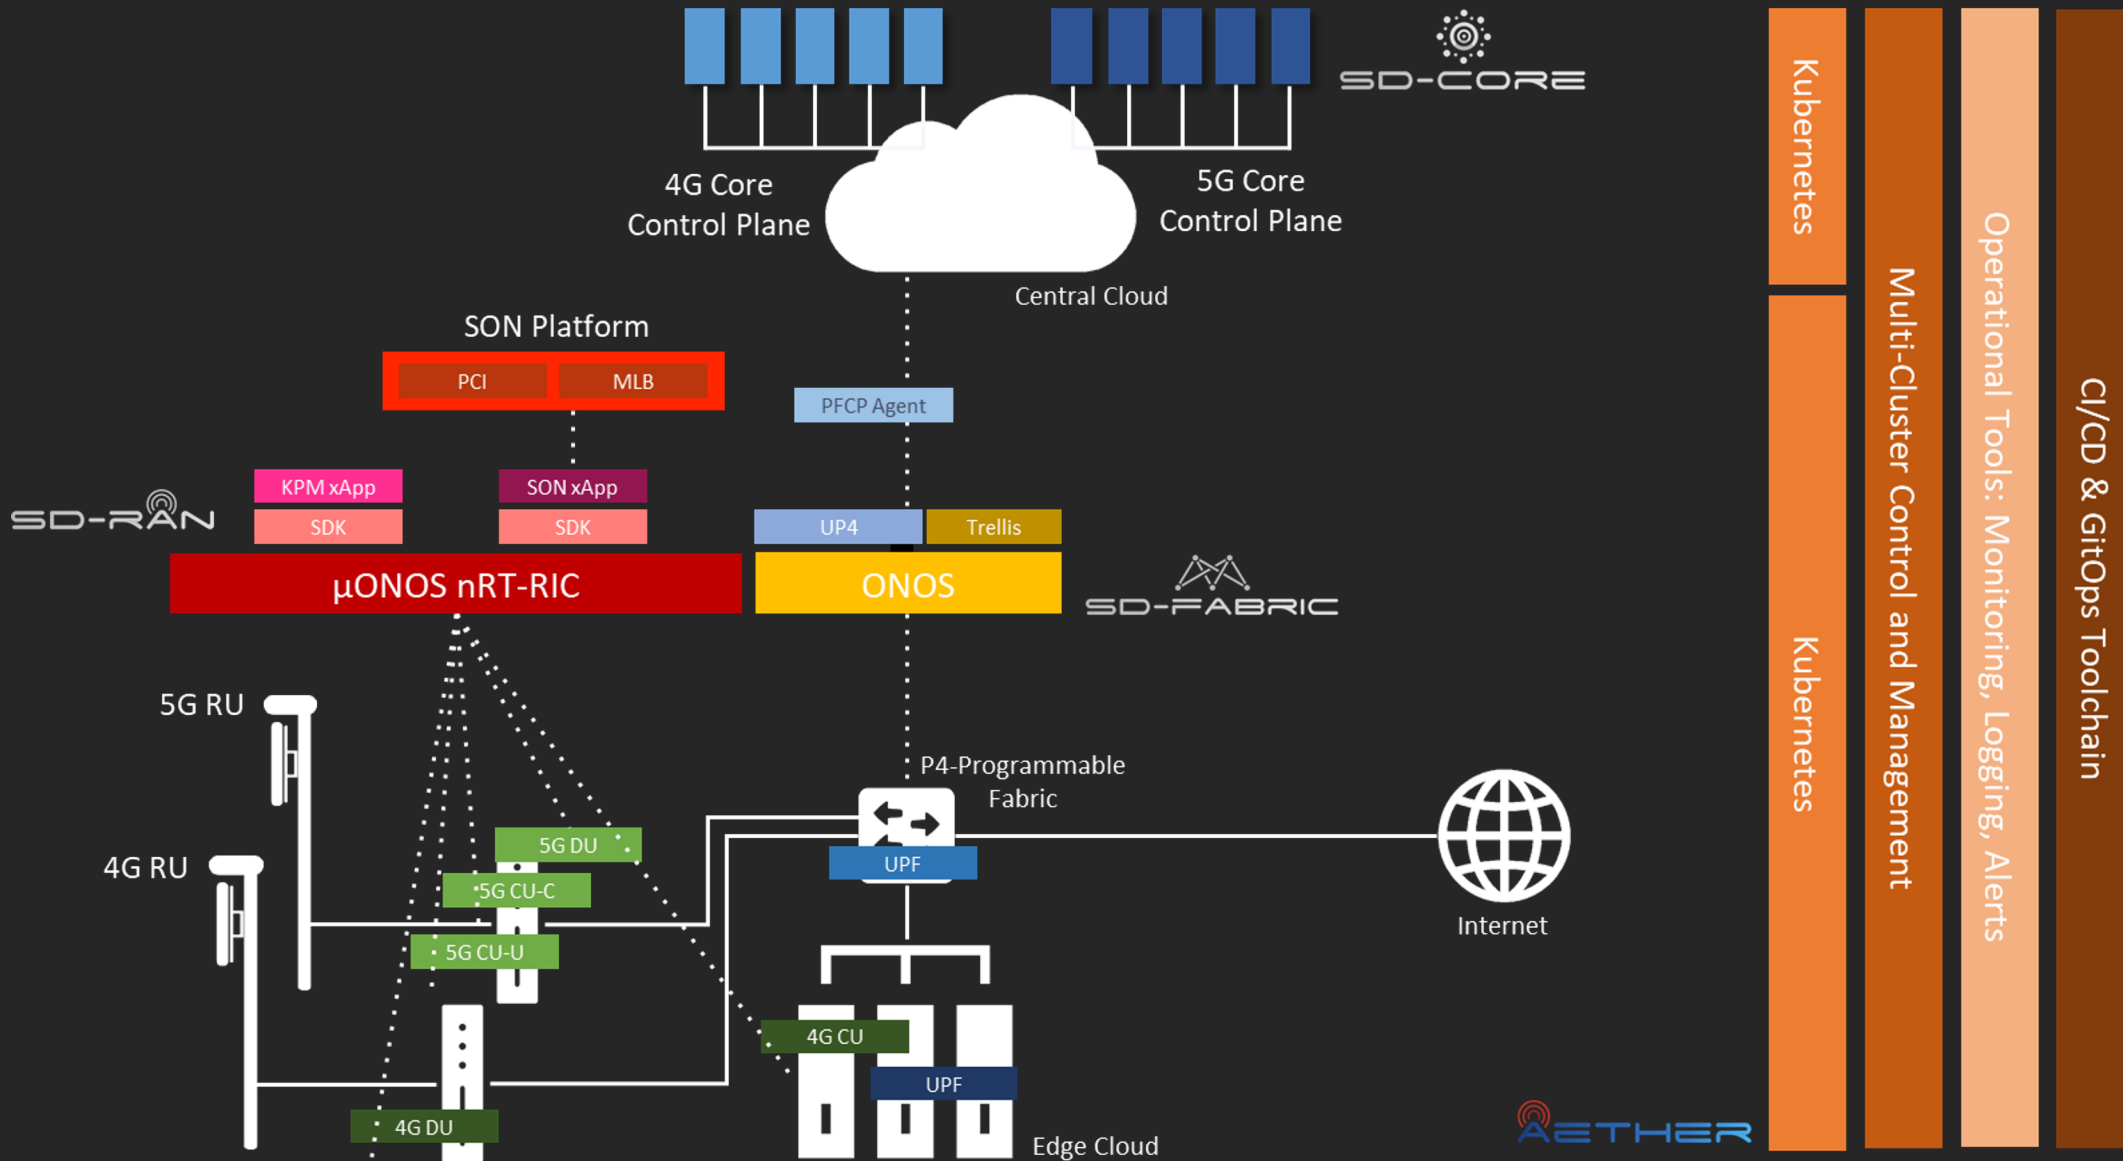 SD-CORE
4G Core
Control Plane
5G Core
Control Plane
Central Cloud
SON Platform
PCI
MLB
PFCP Agent
KPM xApp
SON xApp
SD-RAN
SDK
SDK
UP4
Trellis
μONOS nRT-RIC
ONOS
SD-FABRIC
5G RU
P4-Programmable
Fabric
4G RU
5G DU
UPF
5G CU-C
Internet
5G CU-U
4G CU
UPF
4G DU
Edge Cloud
AETHER
Kubernetes
Kubernetes
Multi-Cluster Control and Management
Operational Tools: Monitoring, Logging, Alerts
CI/CD & GitOps Toolchain